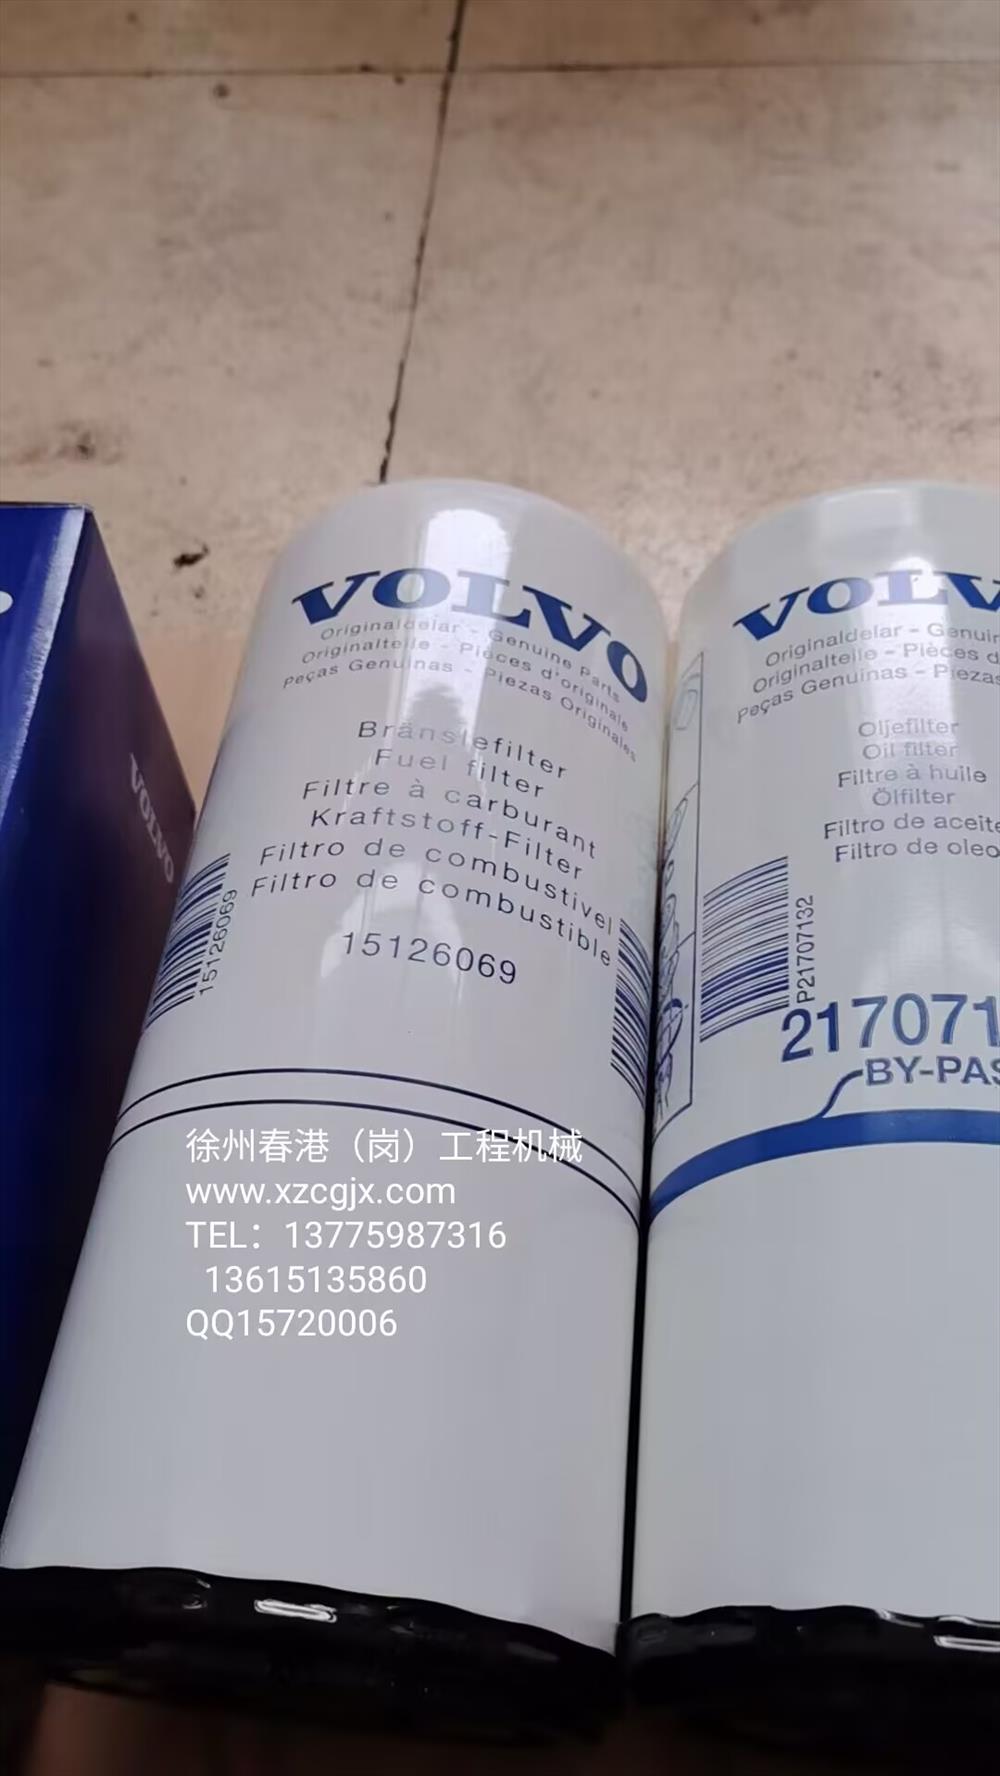 VOLVO
Originaldelar - Genuine Parts
Originalteile - Pièces d'originale
Peças Genuinas - Piezas Originales
Bränslefilter
Fuel filter
Filtre à carburant
Kraftstoff-Filter
Filtro de combustivel
Filtro de combustible
15126069
15126069
VOLVO
VOLV
Originaldelar - Genuin
Originalteile - Pièces d
Peças Genuinas - Piezas
Oljefilter
Oil filter
Filtre à huile
Ölfilter
Filtro de aceite
Filtro de oleo
P21707132
217071
BY-PAS
徐州春港（岗）工程机械
www.xzcgjx.com
TEL：13775987316
13615135860
QQ15720006